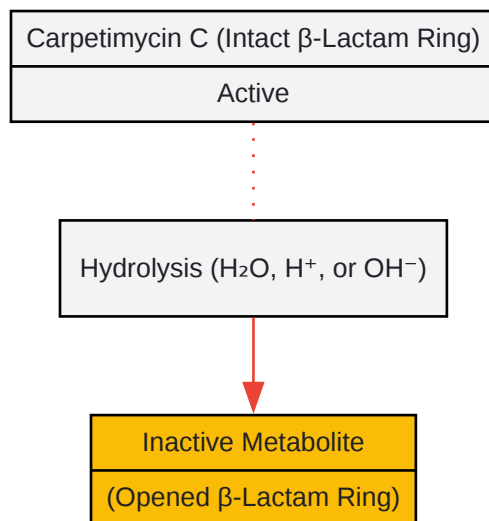 Carpetimycin C (Intact β-Lactam Ring)
Active
Hydrolysis (H₂O, H⁺, or OH⁻)
Inactive Metabolite
(Opened β-Lactam Ring)